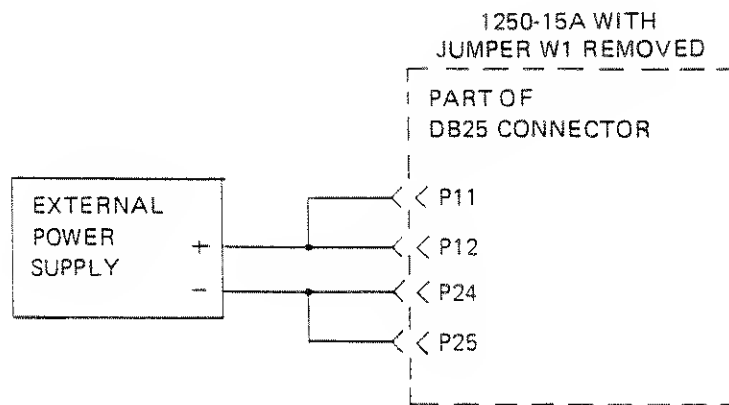 1250-15A WITH
JUMPER W1 REMOVED
PART OF
DB25 CONNECTOR
EXTERNAL
POWER
SUPPLY
+
-
P11
P12
P24
P25